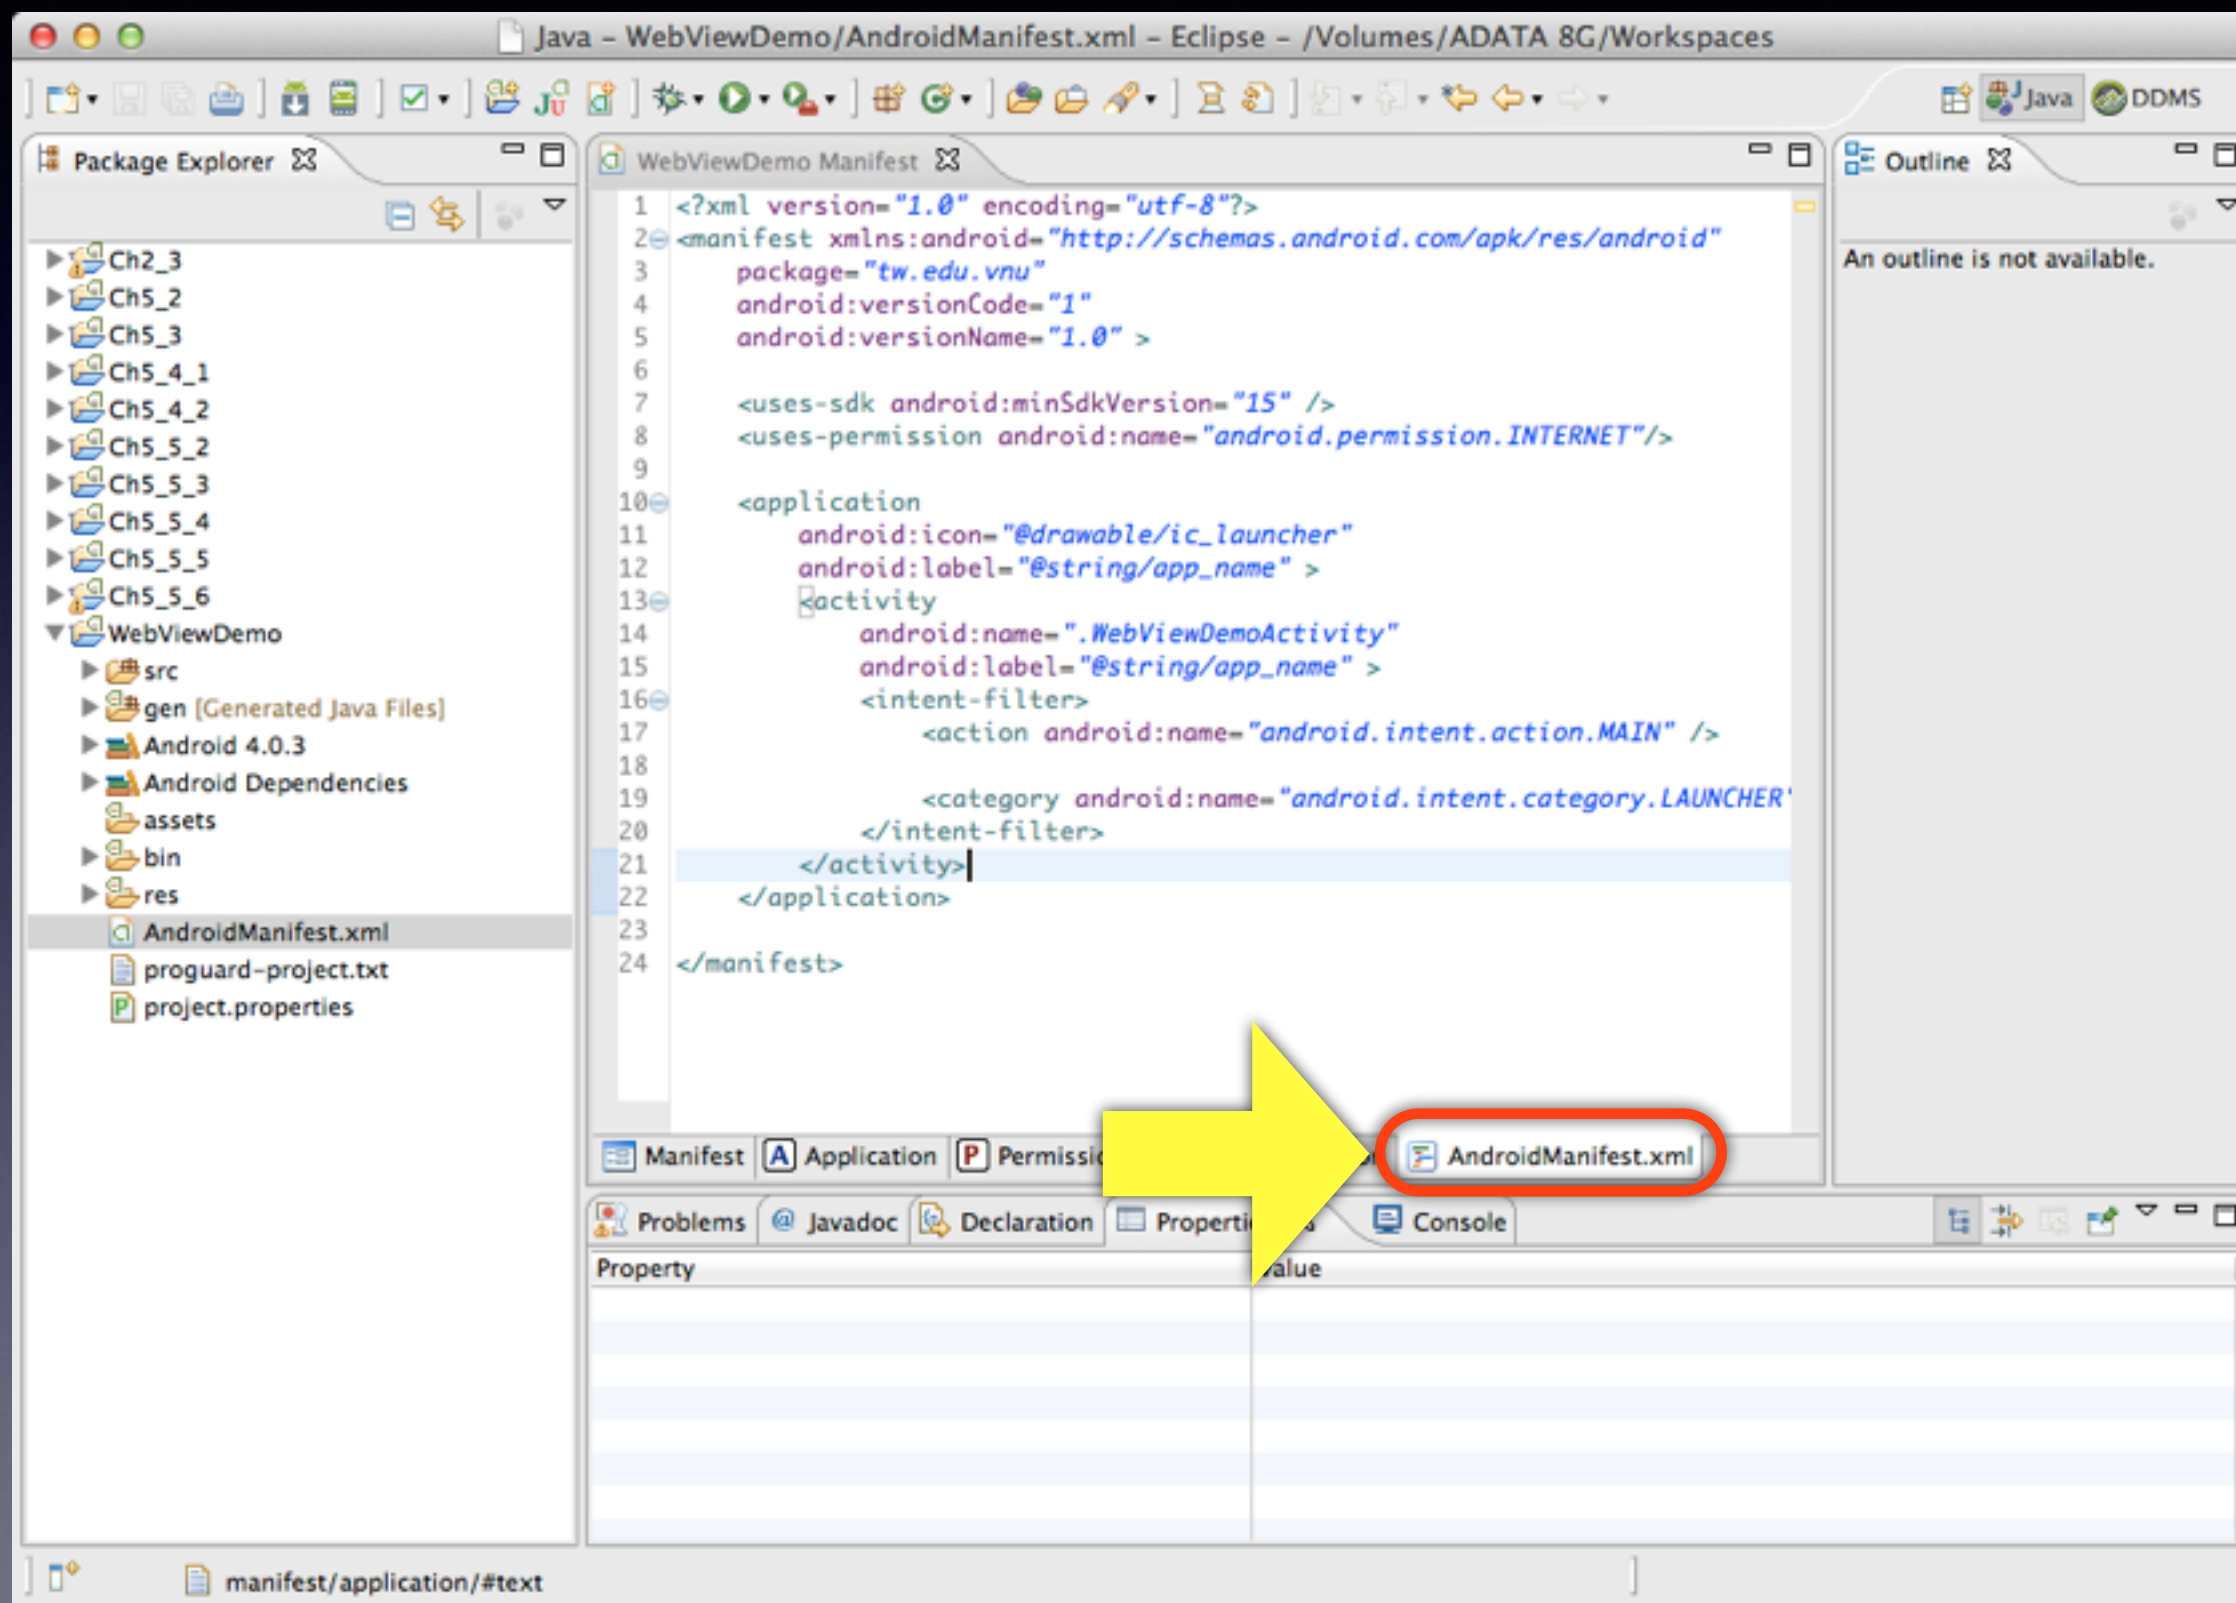 Java – WebViewDemo/AndroidManifest.xml – Eclipse – /Volumes/ADATA 8G/Workspaces
Java DDMS
Package Explorer
Ch2_3
Ch5_2
Ch5_3
Ch5_4_1
Ch5_4_2
Ch5_5_2
Ch5_5_3
Ch5_5_4
Ch5_5_5
Ch5_5_6
WebViewDemo
src
gen [Generated Java Files]
Android 4.0.3
Android Dependencies
assets
bin
res
AndroidManifest.xml
proguard-project.txt
project.properties
WebViewDemo Manifest
1 <?xml version="1.0" encoding="utf-8"?>
2 <manifest xmlns:android="http://schemas.android.com/apk/res/android"
3 package="tw.edu.vnu"
4 android:versionCode="1"
5 android:versionName="1.0" >
6
7 <uses-sdk android:minSdkVersion="15" />
8 <uses-permission android:name="android.permission.INTERNET"/>
9
10 <application
11 android:icon="@drawable/ic_launcher"
12 android:label="@string/app_name" >
13 <activity
14 android:name=".WebViewDemoActivity"
15 android:label="@string/app_name" >
16 <intent-filter>
17 <action android:name="android.intent.action.MAIN" />
18
19 <category android:name="android.intent.category.LAUNCHER"
20 </intent-filter>
21 </activity>
22 </application>
23
24 </manifest>
Outline
An outline is not available.
Manifest A Application P Permissi AndroidManifest.xml
Problems @ Javadoc Declaration Properti Console
Property alue
manifest/application/#text